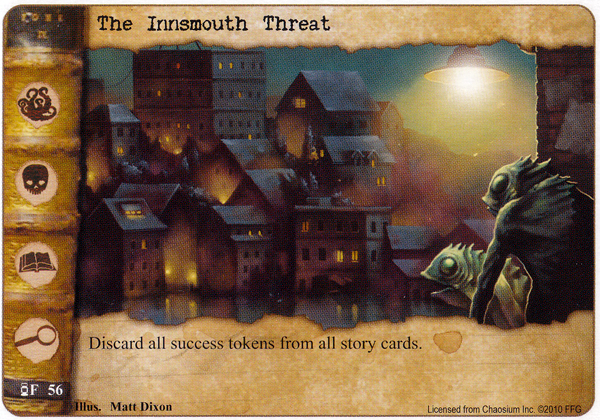 The Innsmouth Threat
Discard all success tokens from all story cards.
F 56
Illus. Matt Dixon
Licensed from Chaosium Inc. ©2010 FFG